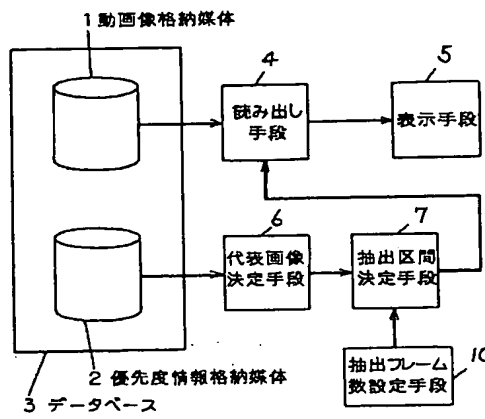 1 動画像格納媒体
4
読み出し
手段
5
表示手段
6
代表画像
決定手段
7
抽出区間
決定手段
2 優先度情報格納媒体
3 データベース
抽出フレーム
数設定手段
10